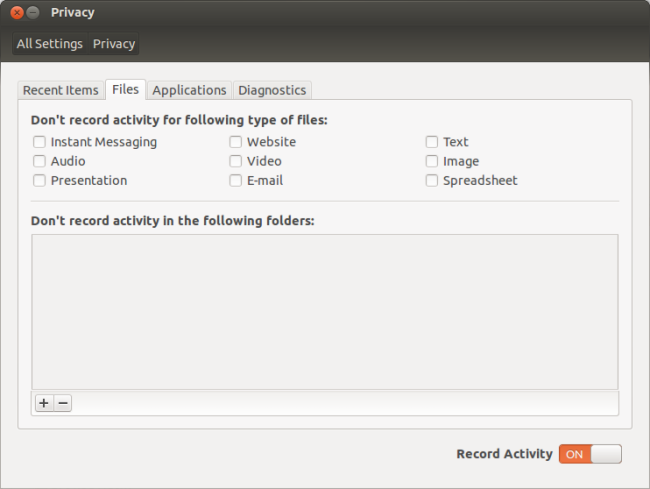 Privacy
All Settings Privacy
Recent Items Files Applications Diagnostics
Don't record activity for following type of files:
Instant Messaging Website Text
Audio Video Image
Presentation E-mail Spreadsheet
Don't record activity in the following folders:
+ −
Record Activity ON